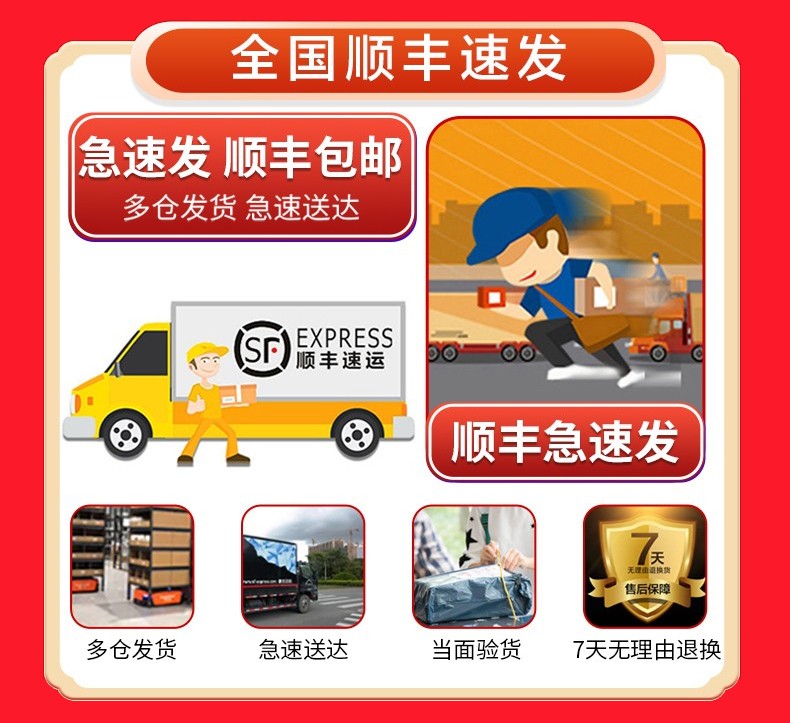 全国顺丰速发
急速发 顺丰包邮
多仓发货 急速送达
SF EXPRESS
顺丰速运
顺丰急速发
7天
无理由退换货
售后保障
多仓发货
急速送达
当面验货
7天无理由退换